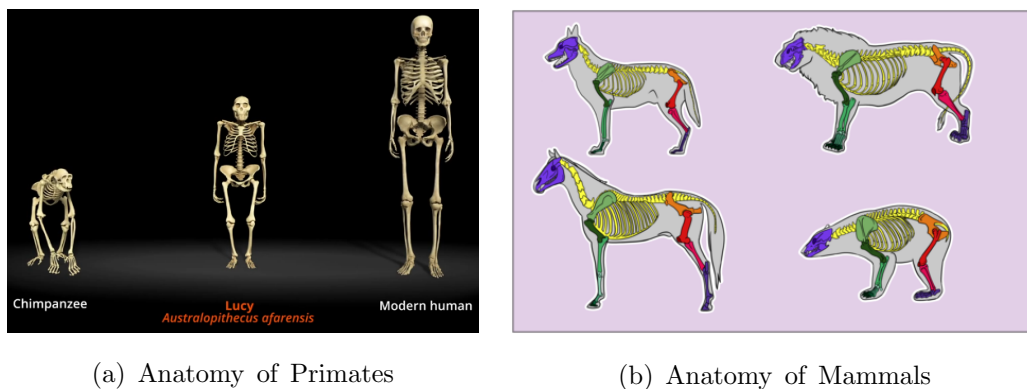 Chimpanzee
Lucy
Australopithecus afarensis
Modern human
(a) Anatomy of Primates
(b) Anatomy of Mammals